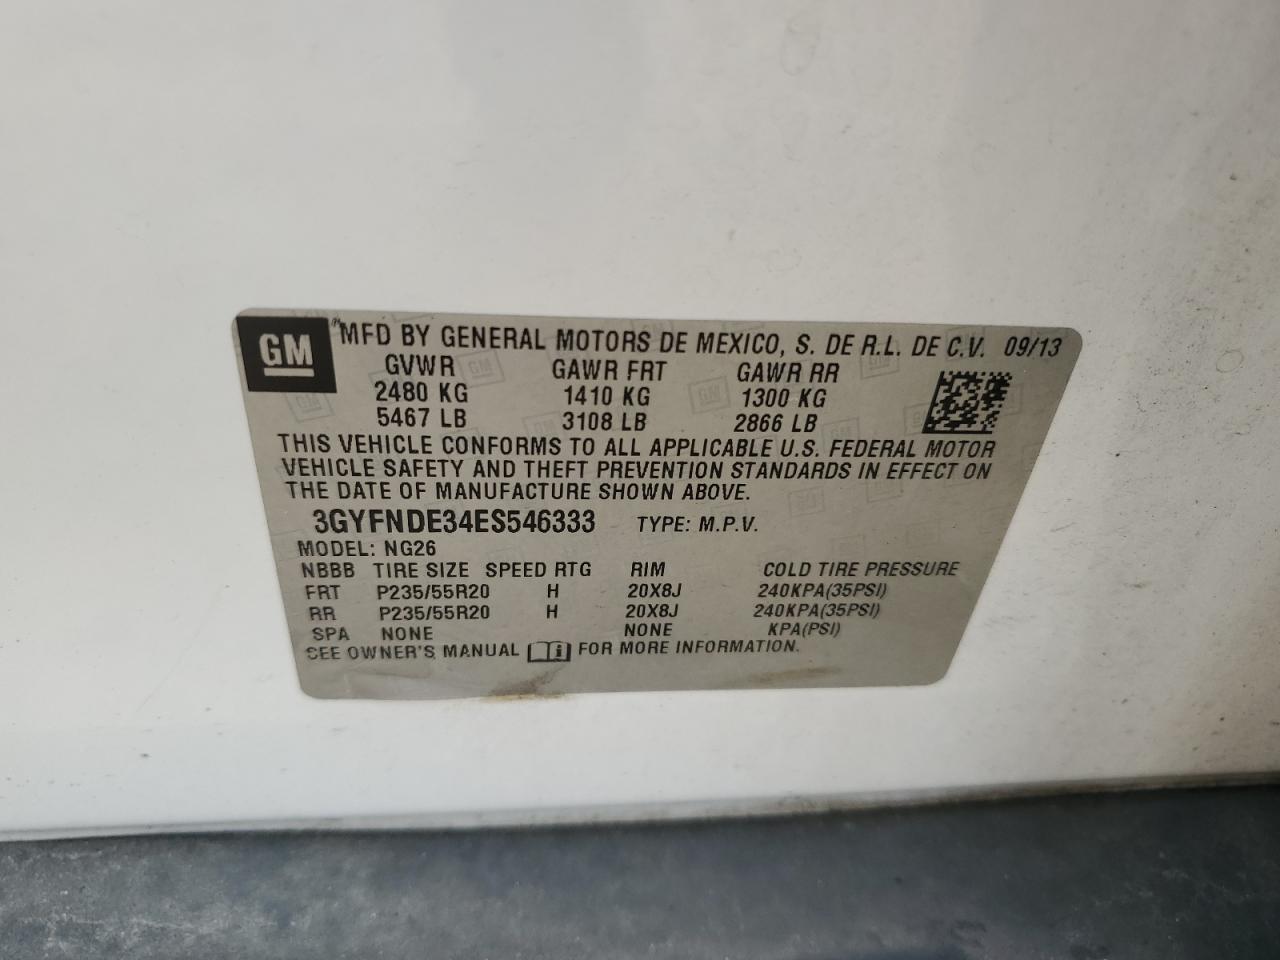 GM
MFD BY GENERAL MOTORS DE MEXICO, S. DE R.L. DE C.V. 09/13
GVWR GAWR FRT GAWR RR
2480 KG 1410 KG 1300 KG
5467 LB 3108 LB 2866 LB
THIS VEHICLE CONFORMS TO ALL APPLICABLE U.S. FEDERAL MOTOR
VEHICLE SAFETY AND THEFT PREVENTION STANDARDS IN EFFECT ON
THE DATE OF MANUFACTURE SHOWN ABOVE.
3GYFNDE34ES546333 TYPE: M.P.V.
MODEL: NG26
NBBB TIRE SIZE SPEED RTG RIM COLD TIRE PRESSURE
FRT P235/55R20 H 20X8J 240KPA(35PSI)
RR P235/55R20 H 20X8J 240KPA(35PSI)
SPA NONE NONE KPA(PSI)
SEE OWNER'S MANUAL i FOR MORE INFORMATION.